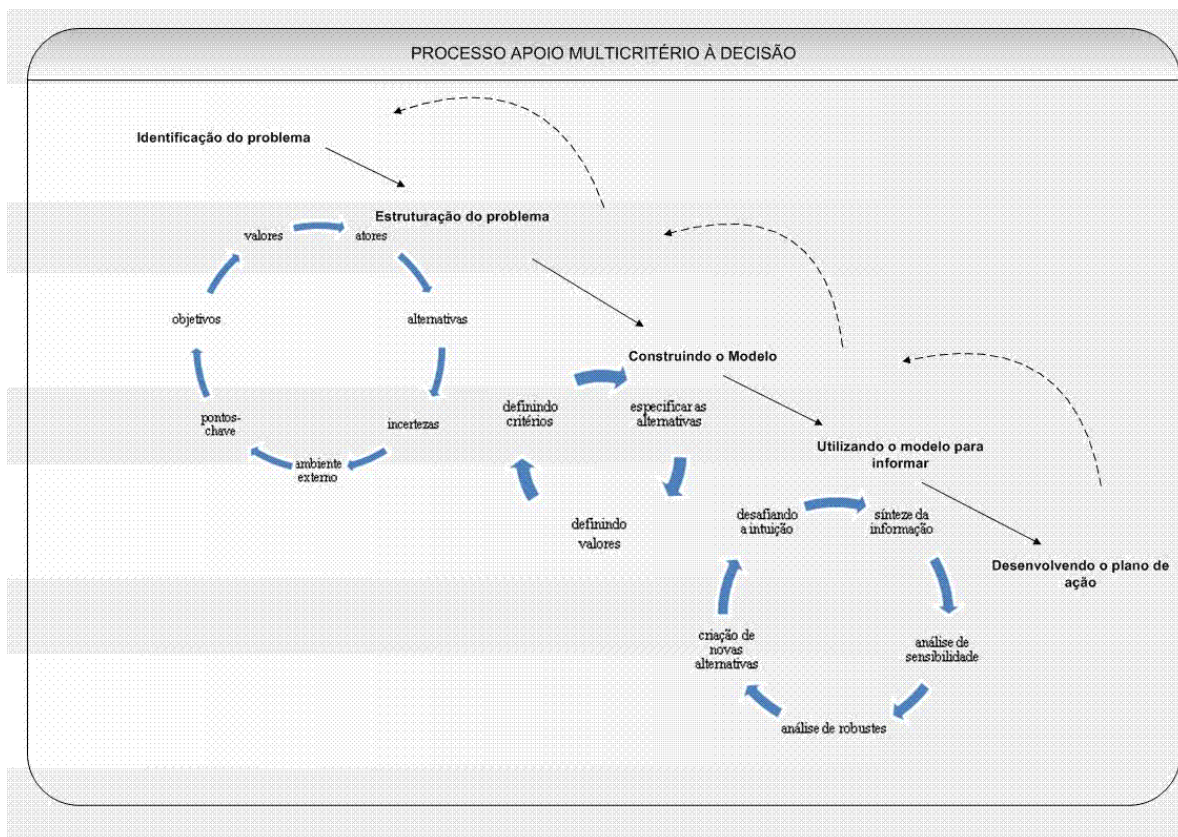 PROCESSO APOIO MULTICRITÉRIO À DECISÃO
Identificação do problema
Estruturação do problema
valores
atores
objetivos
alternativas
pontos-
chave
incertezas
ambiente
externo
Construindo o Modelo
definindo
critérios
especificar as
alternativas
definindo
valores
Utilizando o modelo para
informar
desafiando
a intuição
sínteze da
informação
Desenvolvendo o plano de
ação
criação de
novas
alternativas
análise de
sensibilidade
análise de robustes